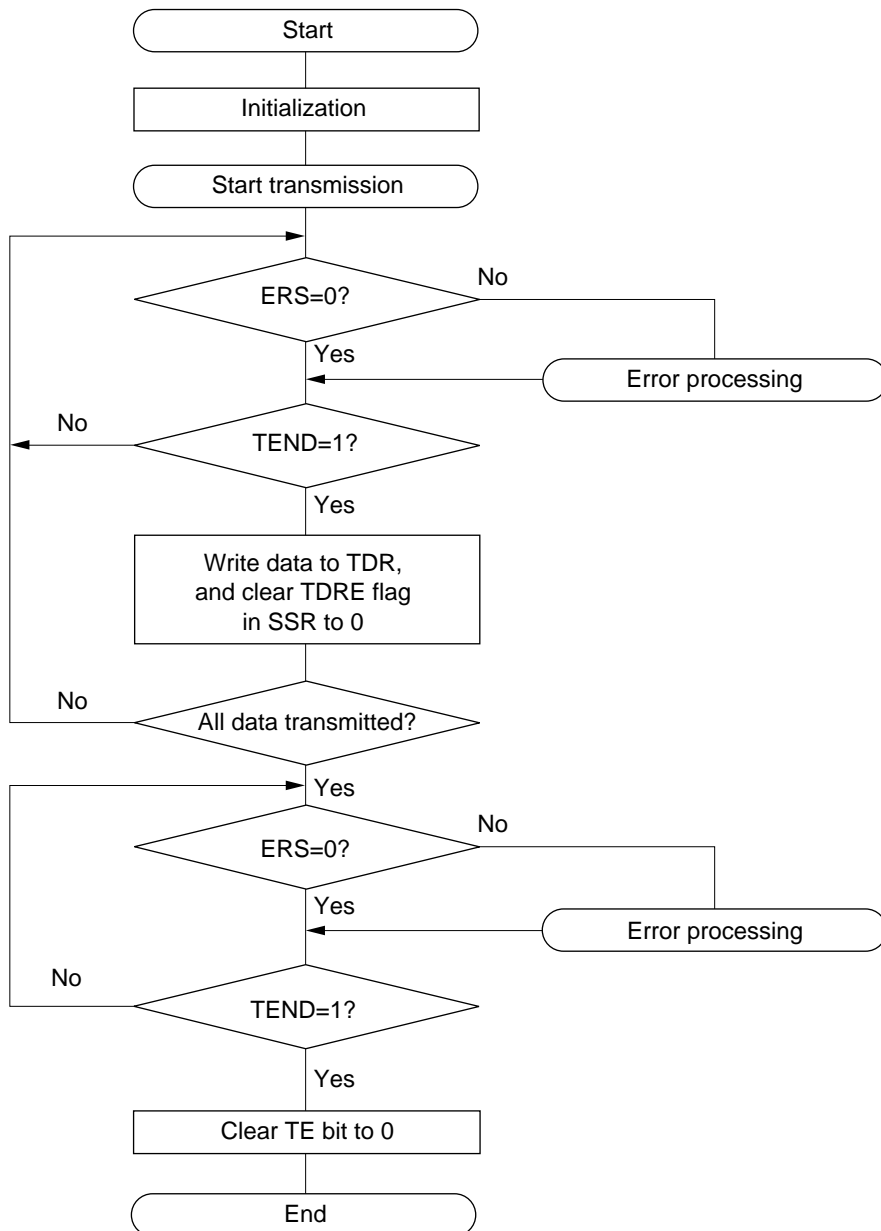 Start
Initialization
Start transmission
No
ERS=0?
Yes
Error processing
No
TEND=1?
Yes
Write data to TDR,
and clear TDRE flag
in SSR to 0
No
All data transmitted?
Yes
No
ERS=0?
Yes
Error processing
No
TEND=1?
Yes
Clear TE bit to 0
End